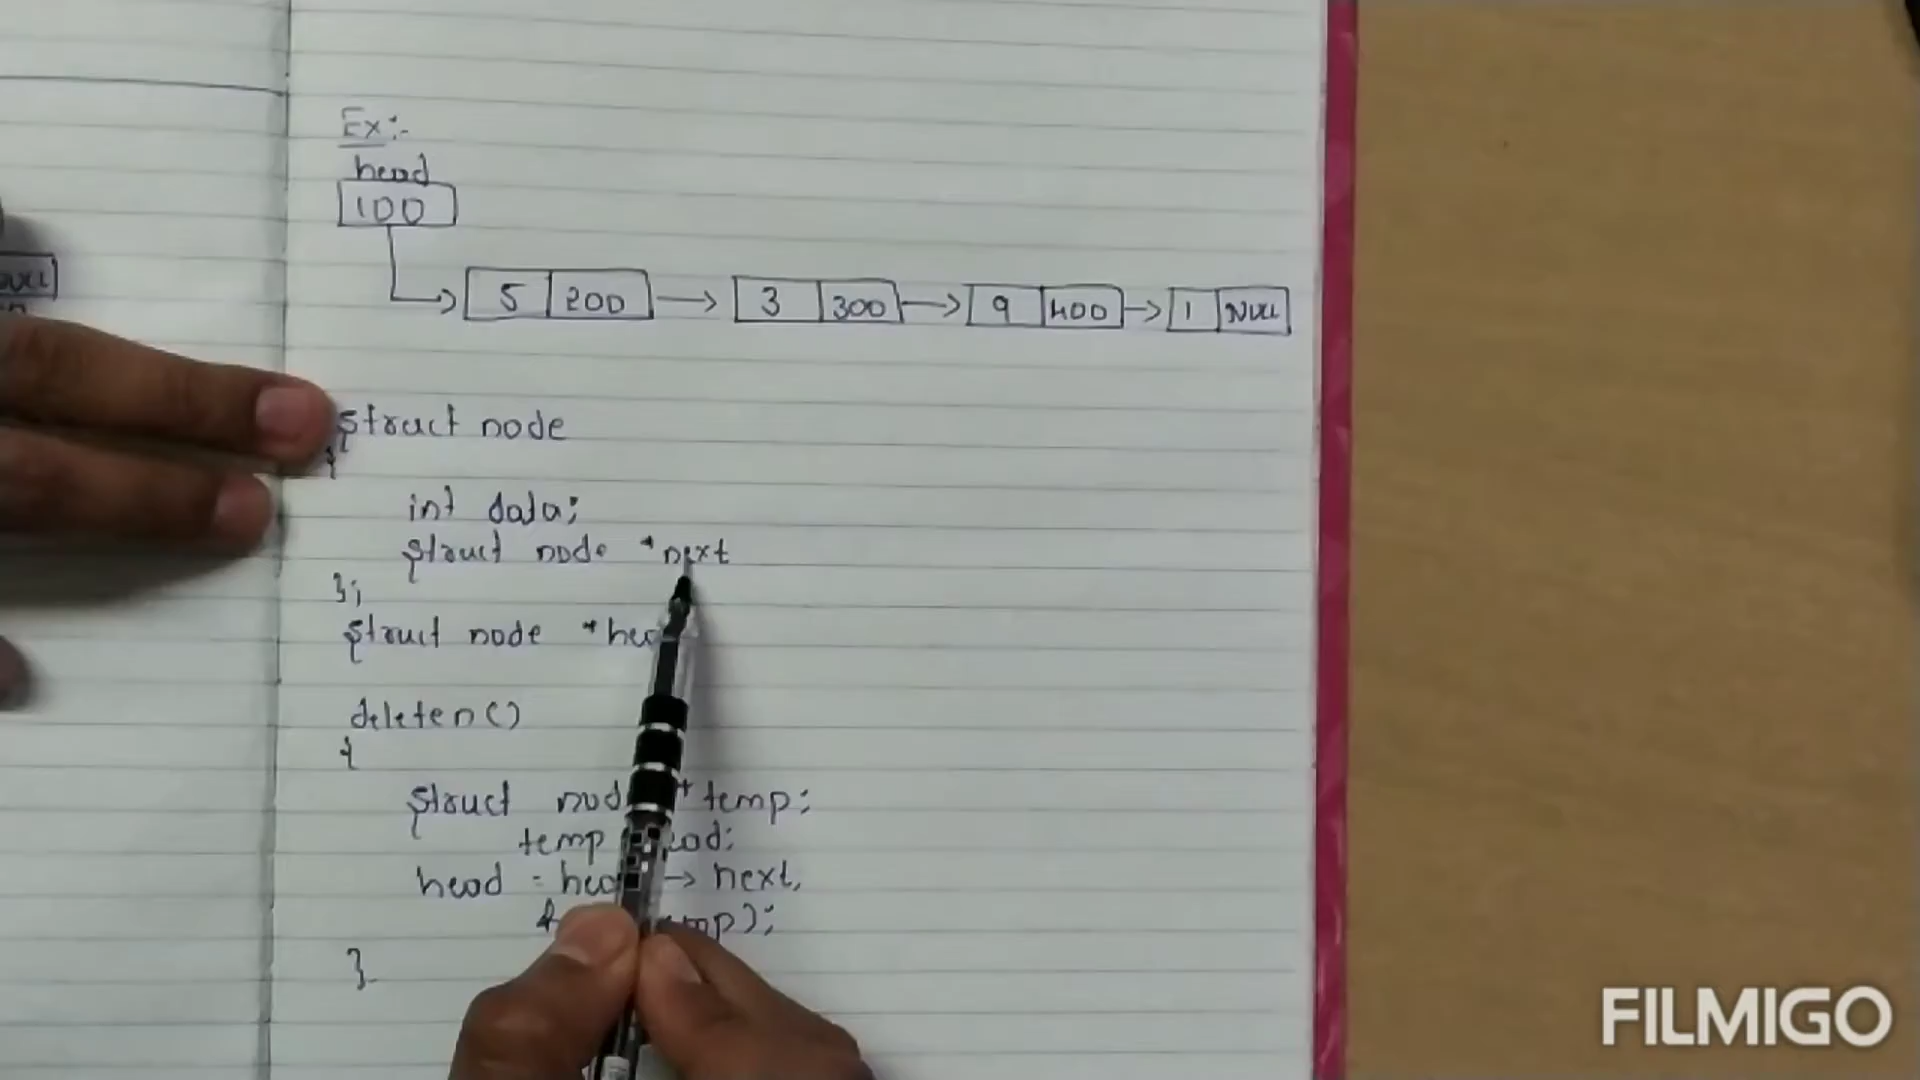 Ex:-
head
100
5 200 → 3 300 → 9 400 → 1 NULL
NULL
struct node
{
int data;
struct node *next
};
struct node
deleten()
{
struct *temp;
temp
head = → next,
}
FILMIGO